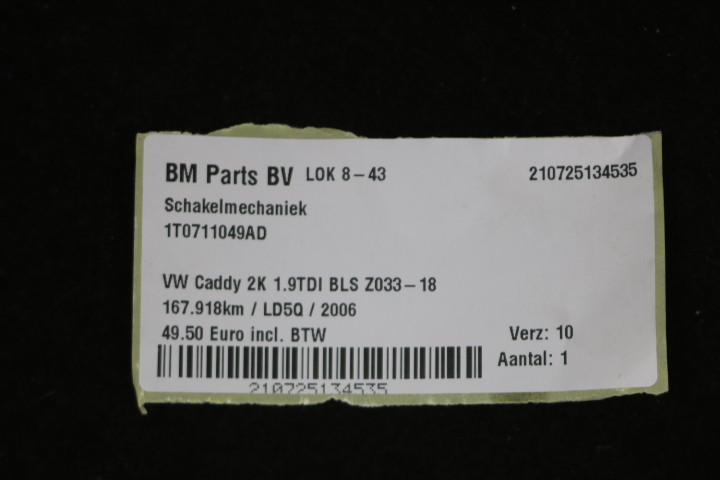 BM Parts BV LOK 8-43 210725134535
Schakelmechaniek
1T0711049AD
VW Caddy 2K 1.9TDI BLS Z033-18
167.918km / LD5Q / 2006
49.50 Euro incl. BTW Verz: 10
Aantal: 1
210725134535